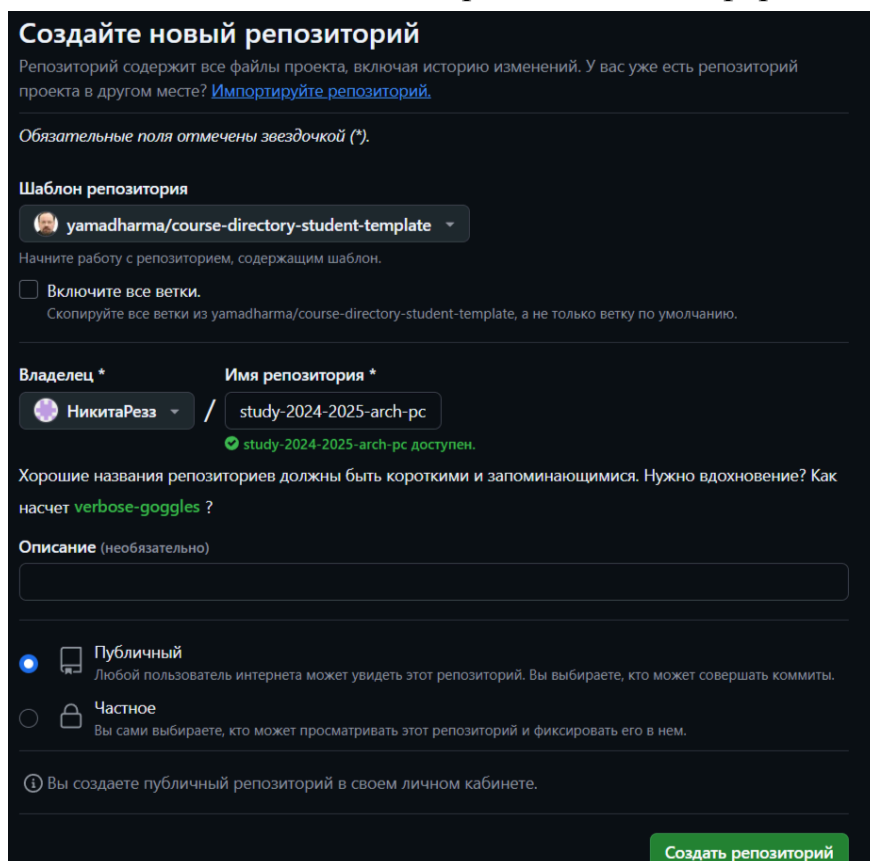 Создайте новый репозиторий
Репозиторий содержит все файлы проекта, включая историю изменений. У вас уже есть репозиторий
проекта в другом месте? Импортируйте репозиторий.
Обязательные поля отмечены звездочкой (*).
Шаблон репозитория
yamadharma/course-directory-student-template
Начните работу с репозиторием, содержащим шаблон.
Включите все ветки.
Скопируйте все ветки из yamadharma/course-directory-student-template, а не только ветку по умолчанию.
Владелец * Имя репозитория *
НикитаРезз / study-2024-2025-arch-pc
study-2024-2025-arch-pc доступен.
Хорошие названия репозиториев должны быть короткими и запоминающимися. Нужно вдохновение? Как
насчет verbose-goggles ?
Описание (необязательно)
Публичный
Любой пользователь интернета может увидеть этот репозиторий. Вы выбираете, кто может совершать коммиты.
Частное
Вы сами выбираете, кто может просматривать этот репозиторий и фиксировать его в нем.
Вы создаете публичный репозиторий в своем личном кабинете.
Создать репозиторий